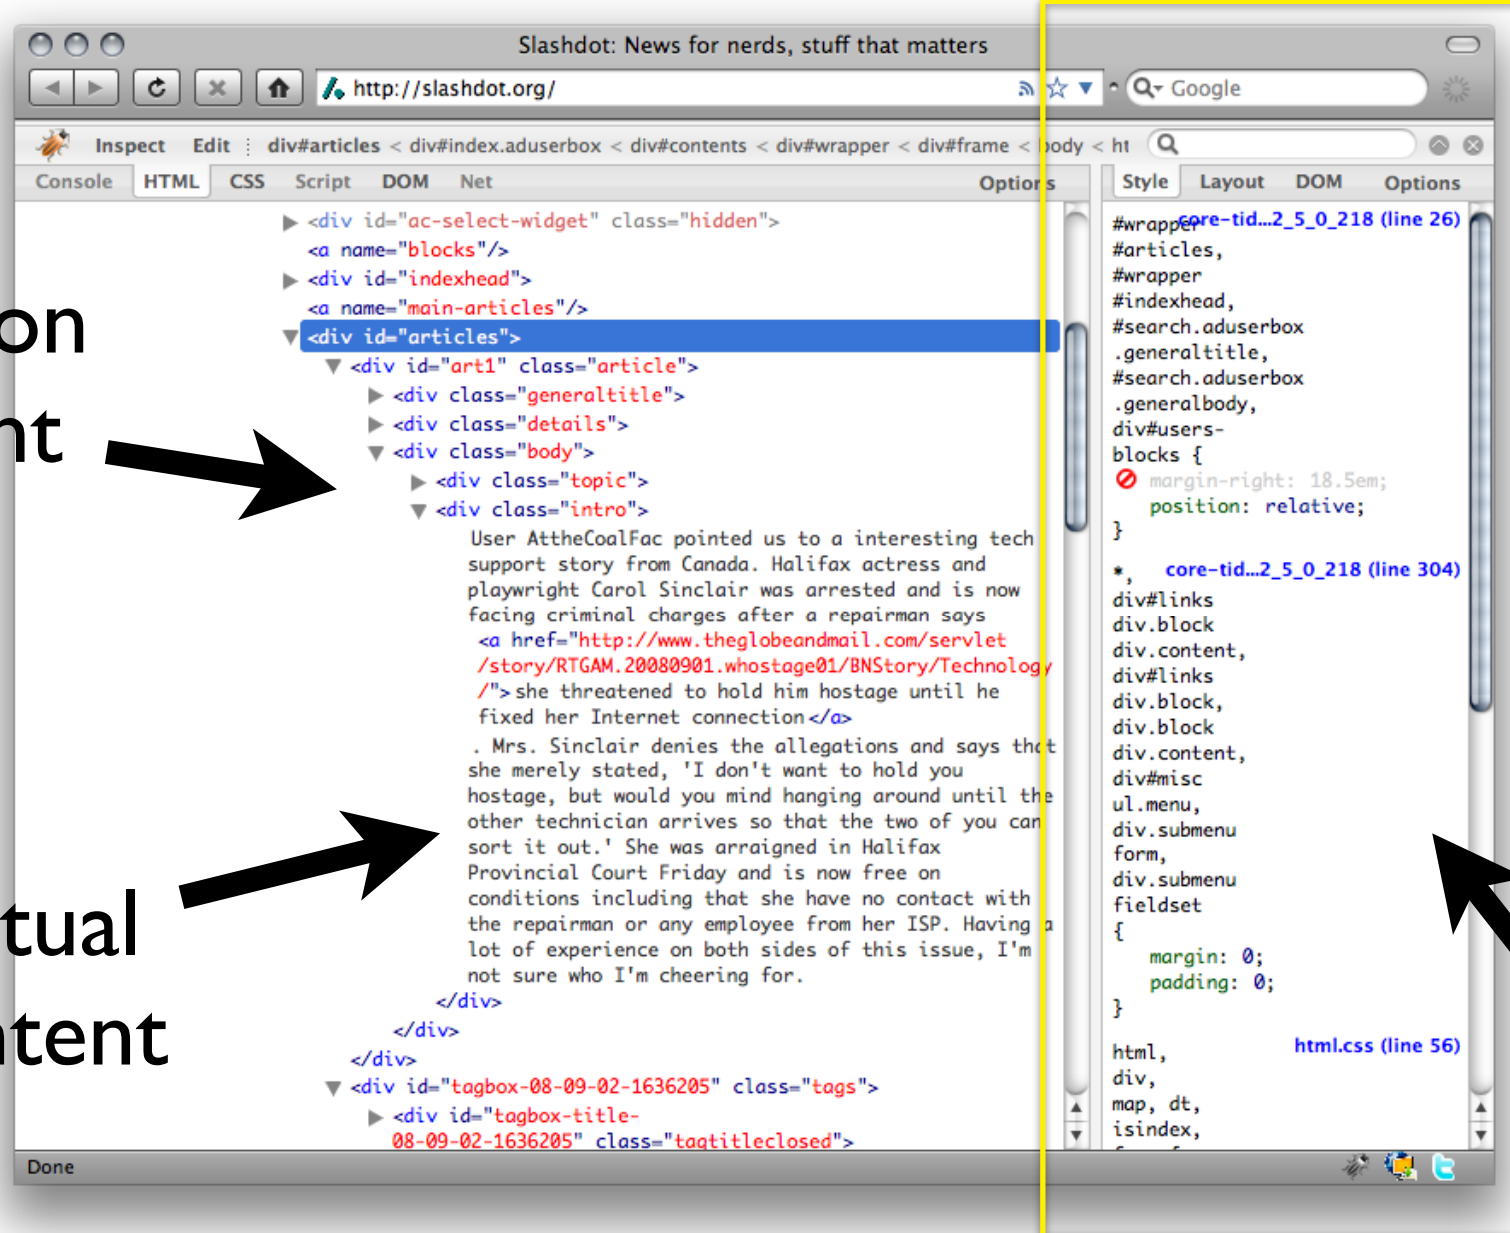 Slashdot: News for nerds, stuff that matters
http://slashdot.org/
Google
Inspect Edit div#articles < div#index.aduserbox < div#contents < div#wrapper < div#frame < body < ht
Console HTML CSS Script DOM Net Options
<div id="ac-select-widget" class="hidden">
<a name="blocks"/>
<div id="indexhead">
<a name="main-articles"/>
<div id="articles">
<div id="art1" class="article">
<div class="generaltitle">
<div class="details">
<div class="body">
<div class="topic">
<div class="intro">
User AttheCoalFac pointed us to a interesting tech
support story from Canada. Halifax actress and
playwright Carol Sinclair was arrested and is now
facing criminal charges after a repairman says
<a href="http://www.theglobeandmail.com/servlet
/story/RTGAM.20080901.whostage01/BNStory/Technology
/"> she threatened to hold him hostage until he
fixed her Internet connection</a>
. Mrs. Sinclair denies the allegations and says that
she merely stated, 'I don't want to hold you
hostage, but would you mind hanging around until the
other technician arrives so that the two of you can
sort it out.' She was arraigned in Halifax
Provincial Court Friday and is now free on
conditions including that she have no contact with
the repairman or any employee from her ISP. Having a
lot of experience on both sides of this issue, I'm
not sure who I'm cheering for.
</div>
</div>
</div>
<div id="tagbox-08-09-02-1636205" class="tags">
<div id="tagbox-title-
08-09-02-1636205" class="tagtitleclosed">
Style Layout DOM Options
#wrapper core-tid...2_5_0_218 (line 26)
#articles,
#wrapper
#indexhead,
#search.aduserbox
.generaltitle,
#search.aduserbox
.generalbody,
div#users-
blocks {
margin-right: 18.5em;
position: relative;
}
*, core-tid...2_5_0_218 (line 304)
div#links
div.block
div.content,
div#links
div.block,
div.block
div.content,
div#misc
ul.menu,
div.submenu
form,
div.submenu
fieldset
{
margin: 0;
padding: 0;
}
html, html.css (line 56)
div,
map, dt,
isindex,
Done
on
nt
tual
ntent